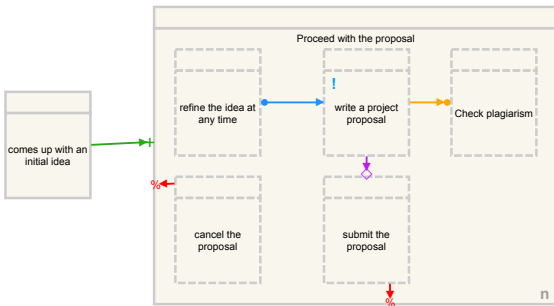 Proceed with the proposal
!
refine the idea at
any time
write a project
proposal
Check plagiarism
comes up with an
initial idea
%
cancel the
proposal
submit the
proposal
%
n